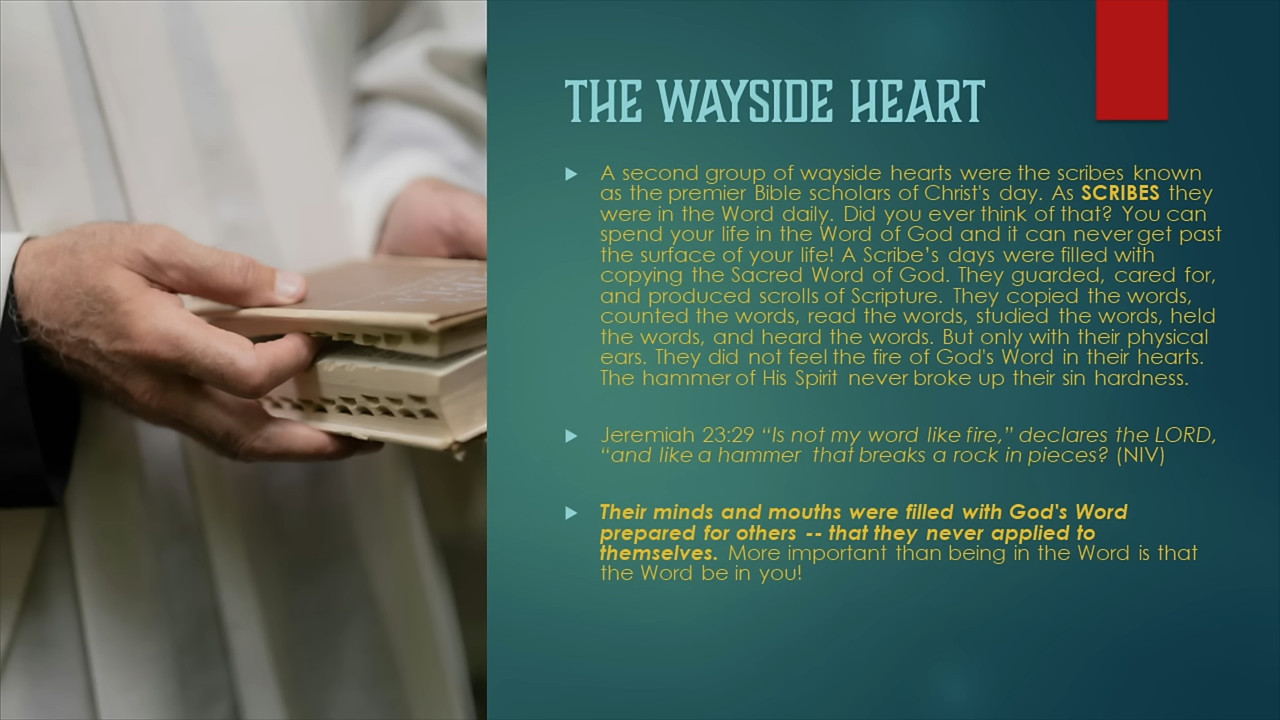 THE WAYSIDE HEART
A second group of wayside hearts were the scribes known
as the premier Bible scholars of Christ's day. As SCRIBES they
were in the Word daily. Did you ever think of that? You can
spend your life in the Word of God and it can never get past
the surface of your life! A Scribe’s days were filled with
copying the Sacred Word of God. They guarded, cared for,
and produced scrolls of Scripture. They copied the words,
counted the words, read the words, studied the words, held
the words, and heard the words. But only with their physical
ears. They did not feel the fire of God's Word in their hearts.
The hammer of His Spirit never broke up their sin hardness.
Jeremiah 23:29 “Is not my word like fire,” declares the LORD,
“and like a hammer that breaks a rock in pieces? (NIV)
Their minds and mouths were filled with God's Word
prepared for others -- that they never applied to
themselves. More important than being in the Word is that
the Word be in you!